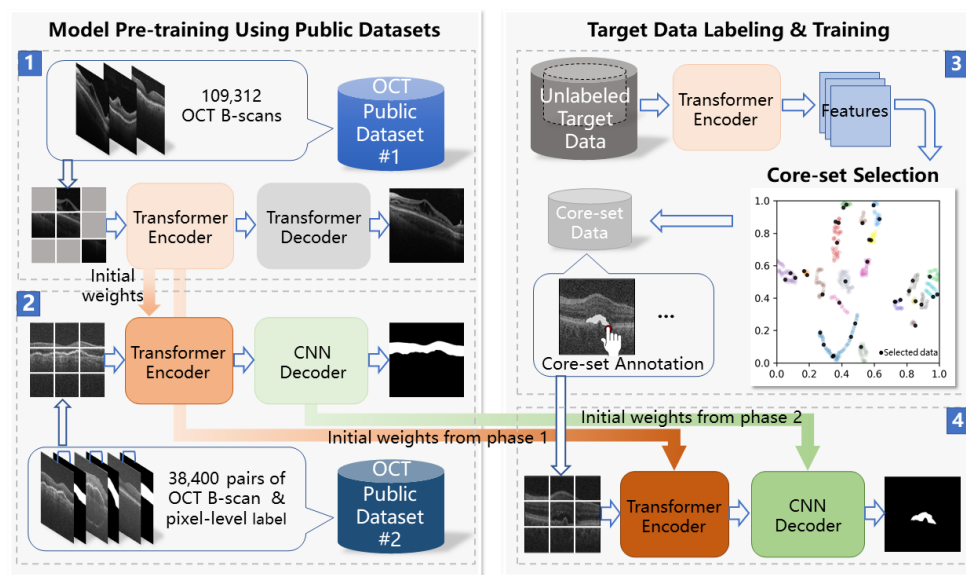 Model Pre-training Using Public Datasets
1
109,312
OCT B-scans
OCT
Public
Dataset
#1
Transformer
Encoder
Transformer
Decoder
Initial
weights
2
Transformer
Encoder
CNN
Decoder
Initial weights from phase 1
38,400 pairs of
OCT B-scan &
pixel-level label
OCT
Public
Dataset
#2
Target Data Labeling & Training
3
Unlabeled
Target
Data
Transformer
Encoder
Features
Core-set Selection
Core-set
Data
1.0
0.8
0.6
0.4
0.2
0.0
0.0 0.2 0.4 0.6 0.8 1.0
•Selected data
...
Core-set Annotation
4
Initial weights from phase 2
Transformer
Encoder
CNN
Decoder